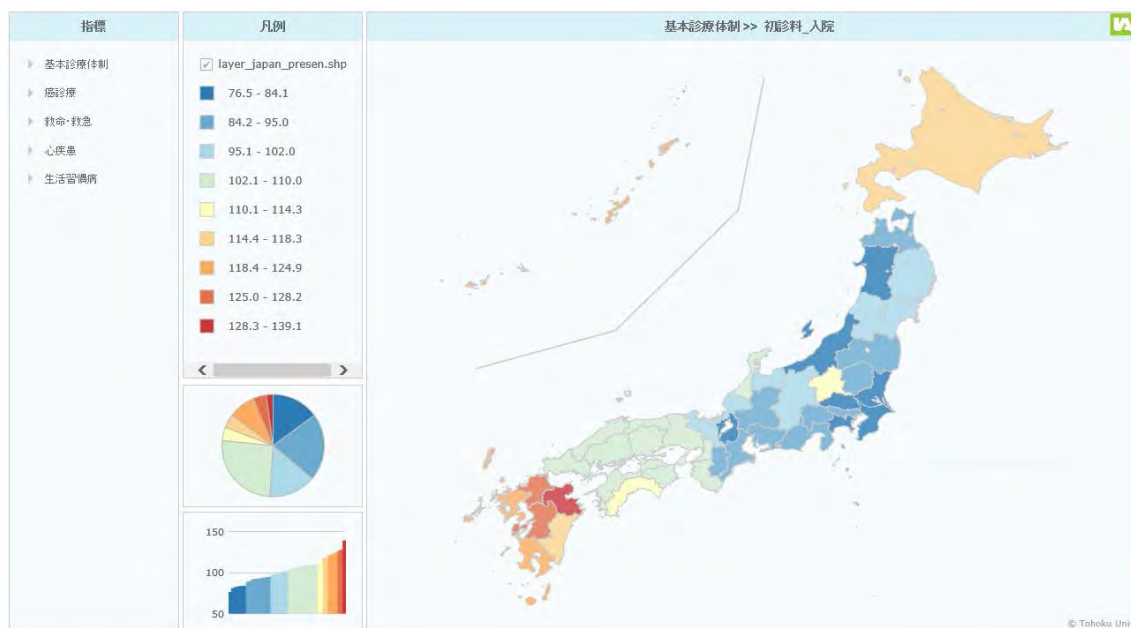 指標
基本診療体制
癌診療
救命・救急
心疾患
生活習慣病
凡例
layer_japan_presen.shp
76.5 - 84.1
84.2 - 95.0
95.1 - 102.0
102.1 - 110.0
110.1 - 114.3
114.4 - 118.3
118.4 - 124.9
125.0 - 128.2
128.3 - 139.1
150
100
50
基本診療体制 >> 初診料_入院
© Tohoku Univ